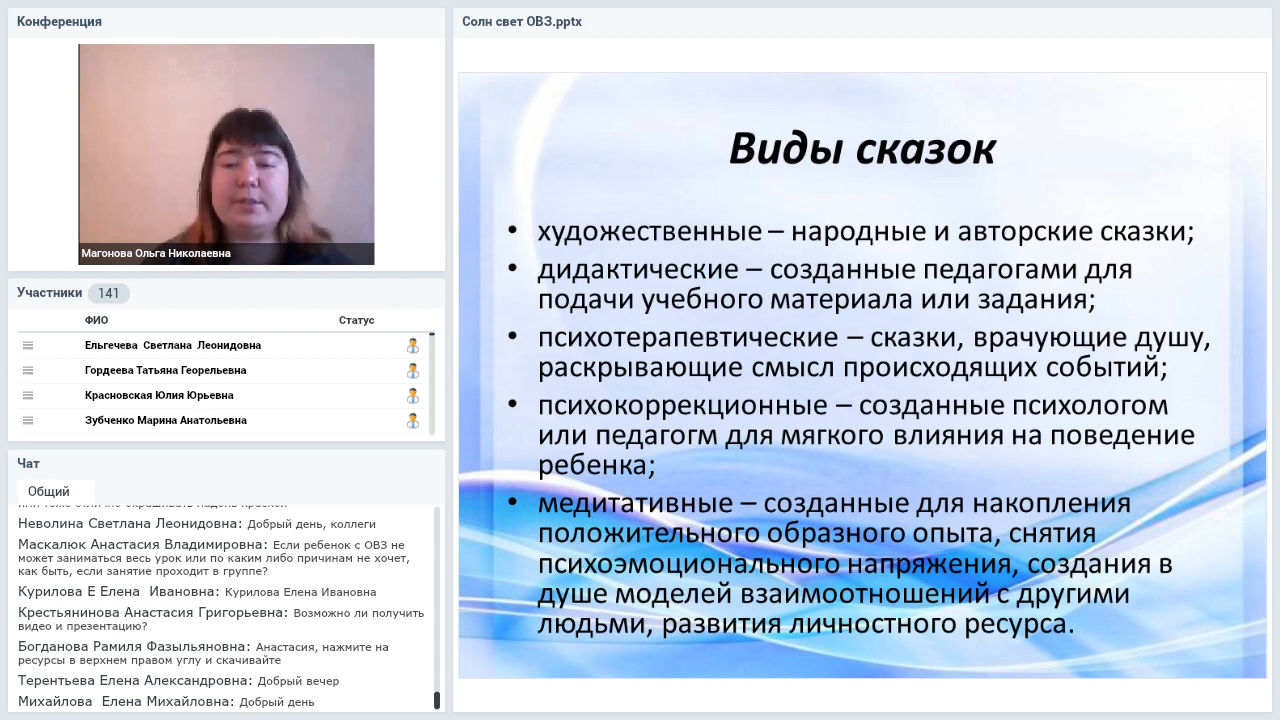 Конференция
Магонова Ольга Николаевна
Участники 141
ФИО Статус
Ельгечева Светлана Леонидовна
Гордеева Татьяна Георельевна
Красновская Юлия Юрьевна
Зубченко Марина Анатольевна
Чат
Общий
Неволина Светлана Леонидовна: Добрый день, коллеги
Маскалюк Анастасия Владимировна: Если ребенок с ОВЗ не
может заниматься весь урок или по каким либо причинам не хочет,
как быть, если занятие проходит в группе?
Курилова Е Елена Ивановна: Курилова Елена Ивановна
Крестьянинова Анастасия Григорьевна: Возможно ли получить
видео и презентацию?
Богданова Рамиля Фазыльяновна: Анастасия, нажмите на
ресурсы в верхнем правом углу и скачивайте
Терентьева Елена Александровна: Добрый вечер
Михайлова Елена Михайловна: Добрый день
Солн свет ОВЗ.pptx
Виды сказок
• художественные – народные и авторские сказки;
• дидактические – созданные педагогами для
подачи учебного материала или задания;
• психотерапевтические – сказки, врачующие душу,
раскрывающие смысл происходящих событий;
• психокоррекционные – созданные психологом
или педагогм для мягкого влияния на поведение
ребенка;
• медитативные – созданные для накопления
положительного образного опыта, снятия
психоэмоционального напряжения, создания в
душе моделей взаимоотношений с другими
людьми, развития личностного ресурса.